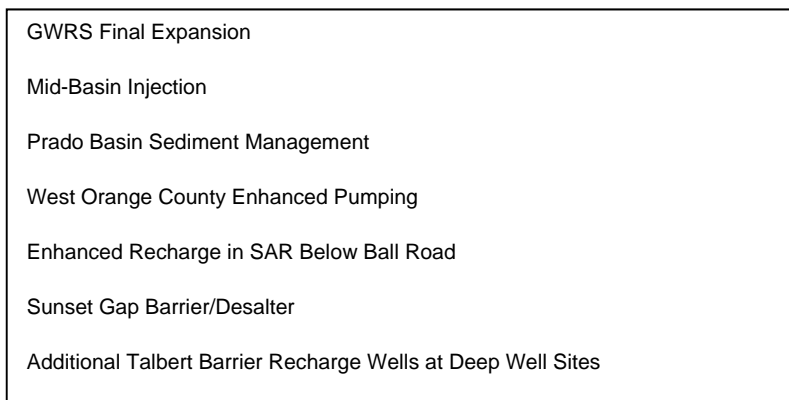 GWRS Final Expansion
Mid-Basin Injection
Prado Basin Sediment Management
West Orange County Enhanced Pumping
Enhanced Recharge in SAR Below Ball Road
Sunset Gap Barrier/Desalter
Additional Talbert Barrier Recharge Wells at Deep Well Sites